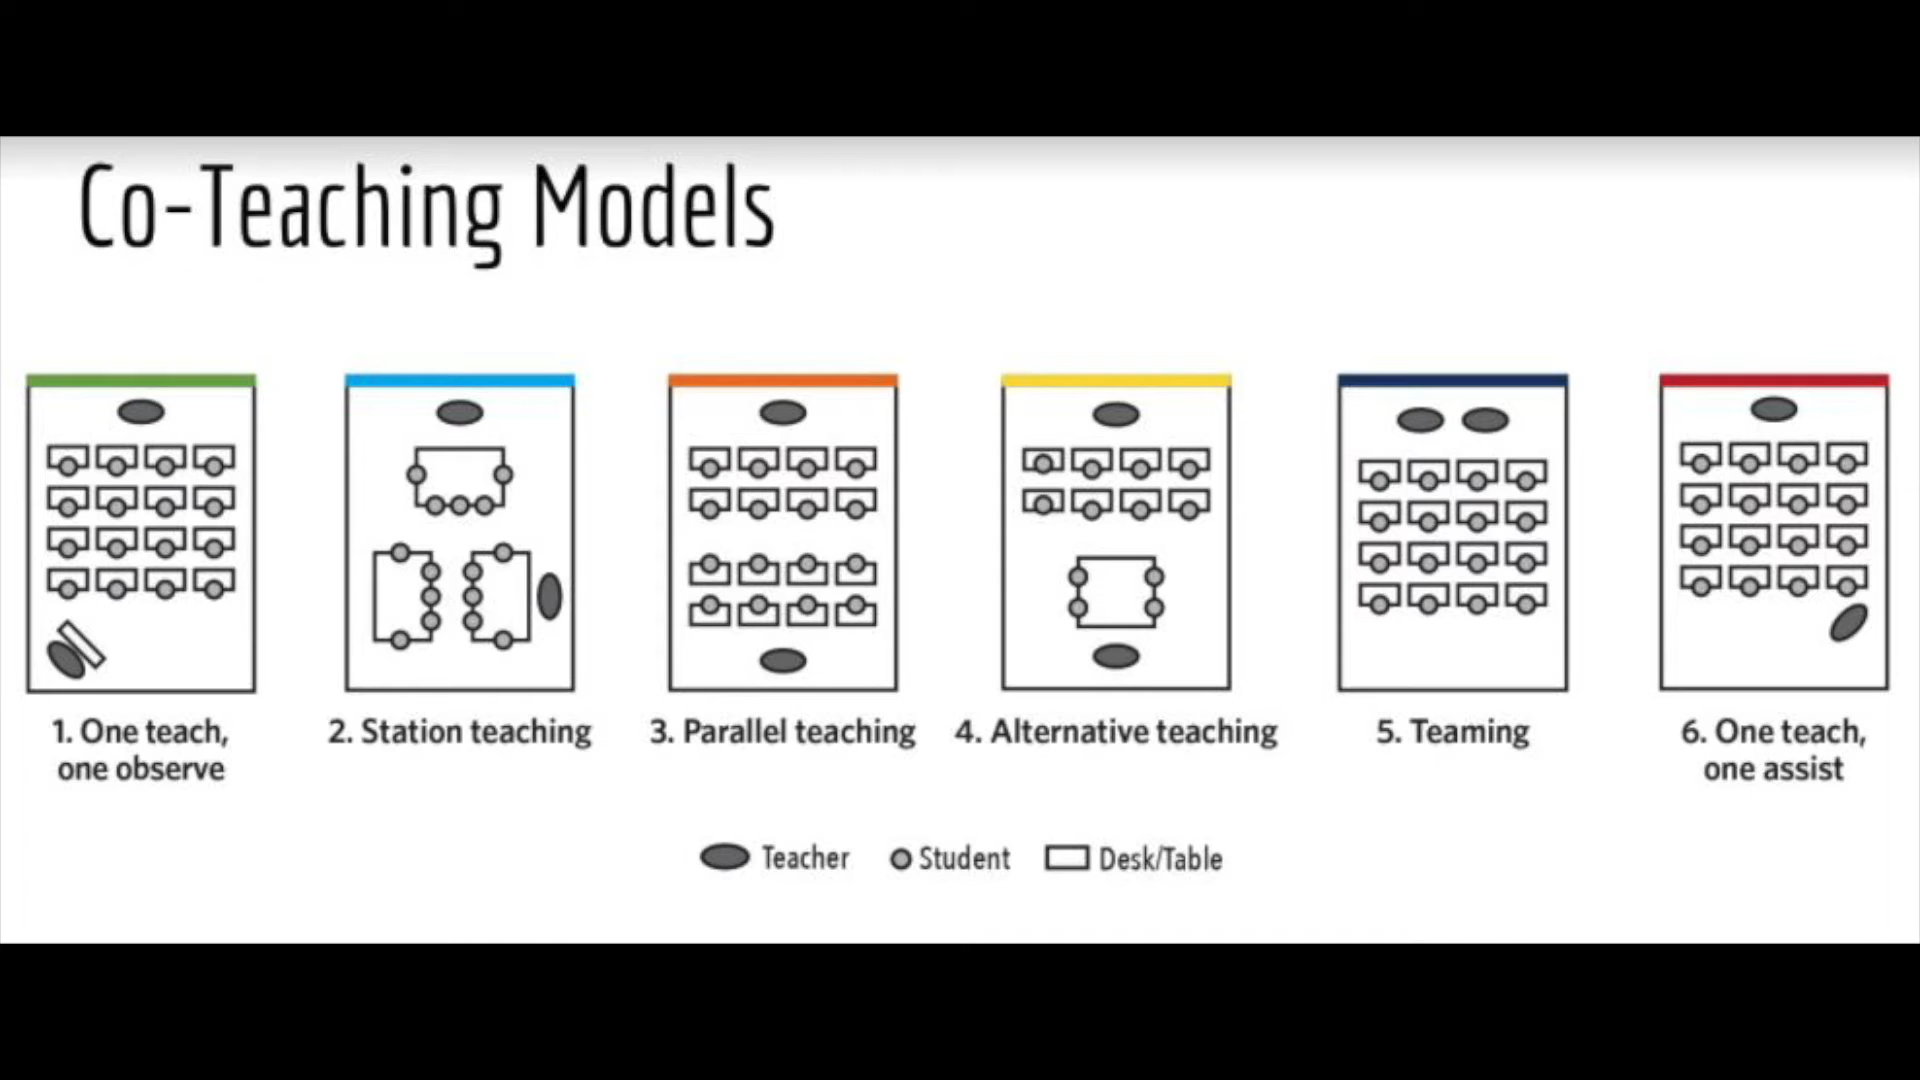 Co-Teaching Models
1. One teach,
one observe
2. Station teaching
3. Parallel teaching
4. Alternative teaching
5. Teaming
6. One teach,
one assist
Teacher
Student
Desk/Table